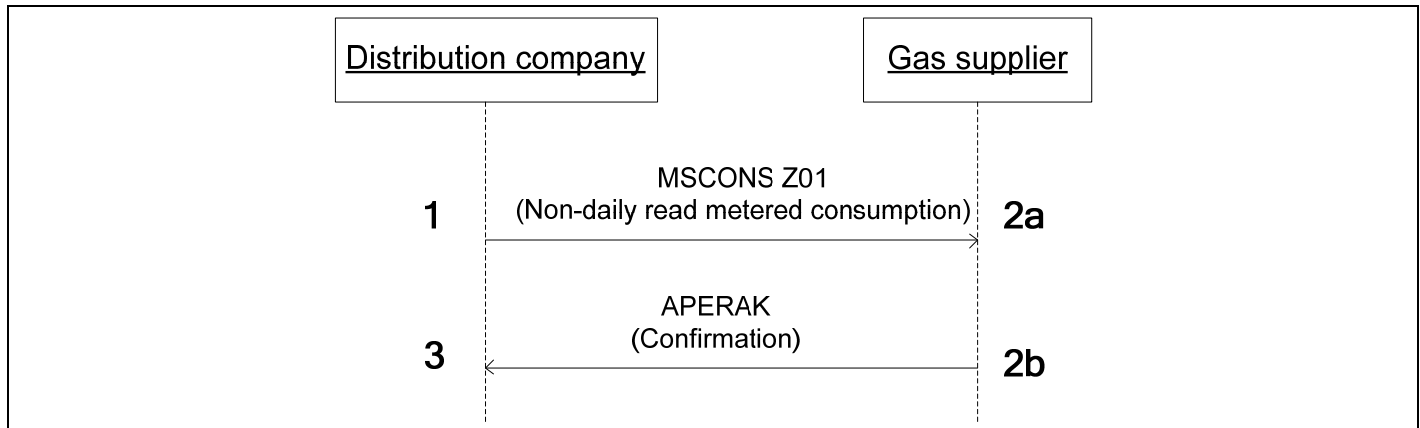 Distribution company
Gas supplier
MSCONS Z01
1
(Non-daily read metered consumption)
2a
APERAK
3
(Confirmation)
2b